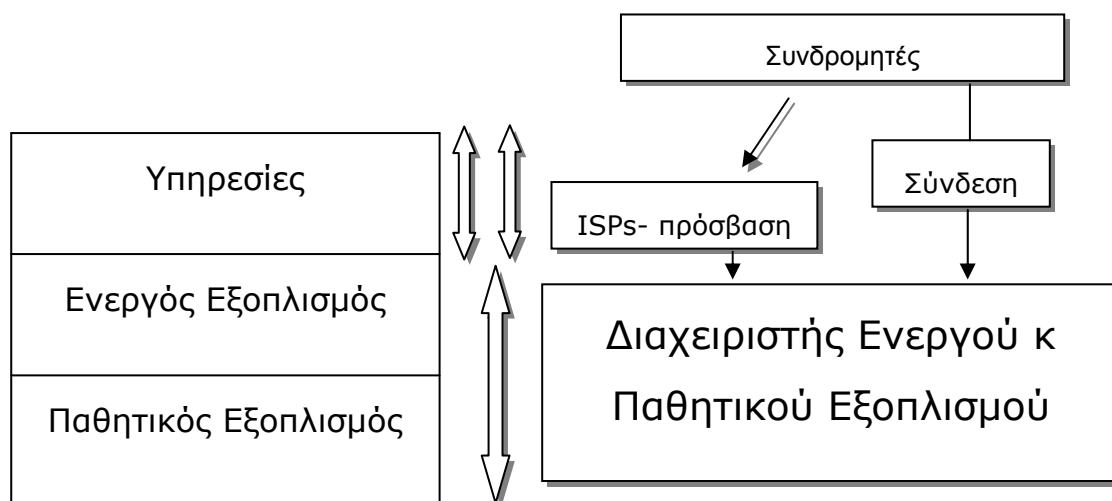 Συνδρομητές
Υπηρεσίες
Σύνδεση
ISPs- πρόσβαση
Ενεργός Εξοπλισμός
Διαχειριστής Ενεργού κ
Παθητικού Εξοπλισμού
Παθητικός Εξοπλισμός